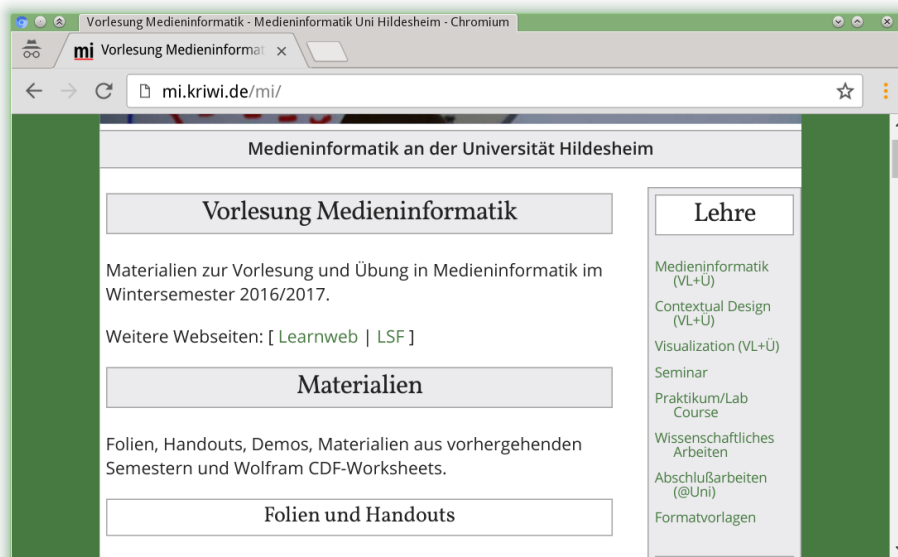 Vorlesung Medieninformatik - Medieninformatik Uni Hildesheim - Chromium
mi Vorlesung Medieninformat
mi.kriwi.de/mi/
Medieninformatik an der Universität Hildesheim
Vorlesung Medieninformatik
Materialien zur Vorlesung und Übung in Medieninformatik im
Wintersemester 2016/2017.
Weitere Webseiten: [ Learnweb | LSF ]
Materialien
Folien, Handouts, Demos, Materialien aus vorhergehenden
Semestern und Wolfram CDF-Worksheets.
Folien und Handouts
Lehre
Medieninformatik
(VL+Ü)
Contextual Design
(VL+Ü)
Visualization (VL+Ü)
Seminar
Praktikum/Lab
Course
Wissenschaftliches
Arbeiten
Abschlußarbeiten
(@Uni)
Formatvorlagen